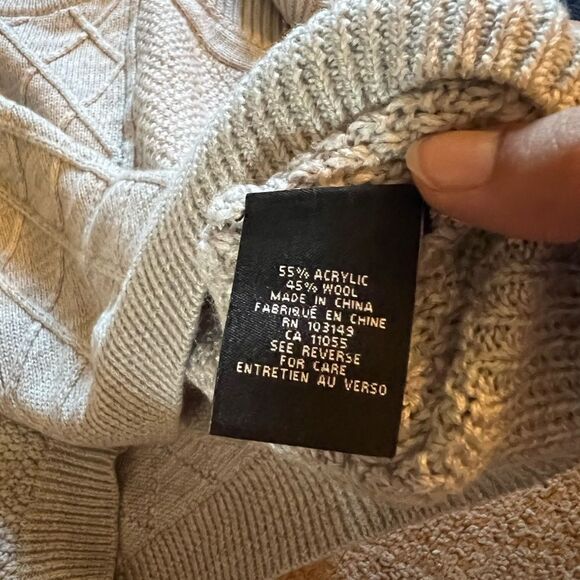 55% ACRYLIC
45% WOOL
MADE IN CHINA
FABRIQUÉ EN CHINE
RN 103149
CA 11055
SEE REVERSE
FOR CARE
ENTRETIEN AU VERSO